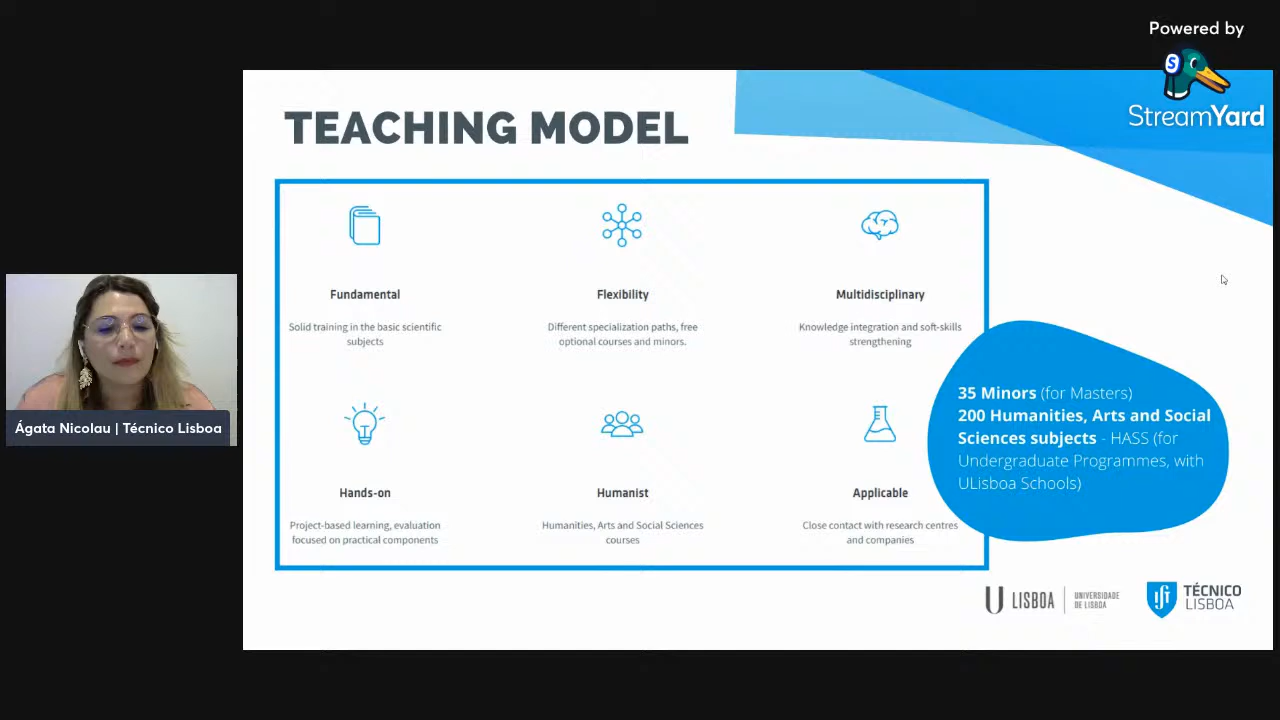 Powered by
S
StreamYard
TEACHING MODEL
Fundamental
Solid training in the basic scientific
subjects
Flexibility
Different specialization paths, free
optional courses and minors.
Multidisciplinary
Knowledge integration and soft-skills
strengthening
Hands-on
Project-based learning, evaluation
focused on practical components
Humanist
Humanities, Arts and Social Sciences
courses
Applicable
Close contact with research centres
and companies
35 Minors (for Masters)
200 Humanities, Arts and Social
Sciences subjects - HASS (for
Undergraduate Programmes, with
ULisboa Schools)
Ágata Nicolau | Técnico Lisboa
U LISBOA
UNIVERSIDADE
DE LISBOA
TÉCNICO
LISBOA